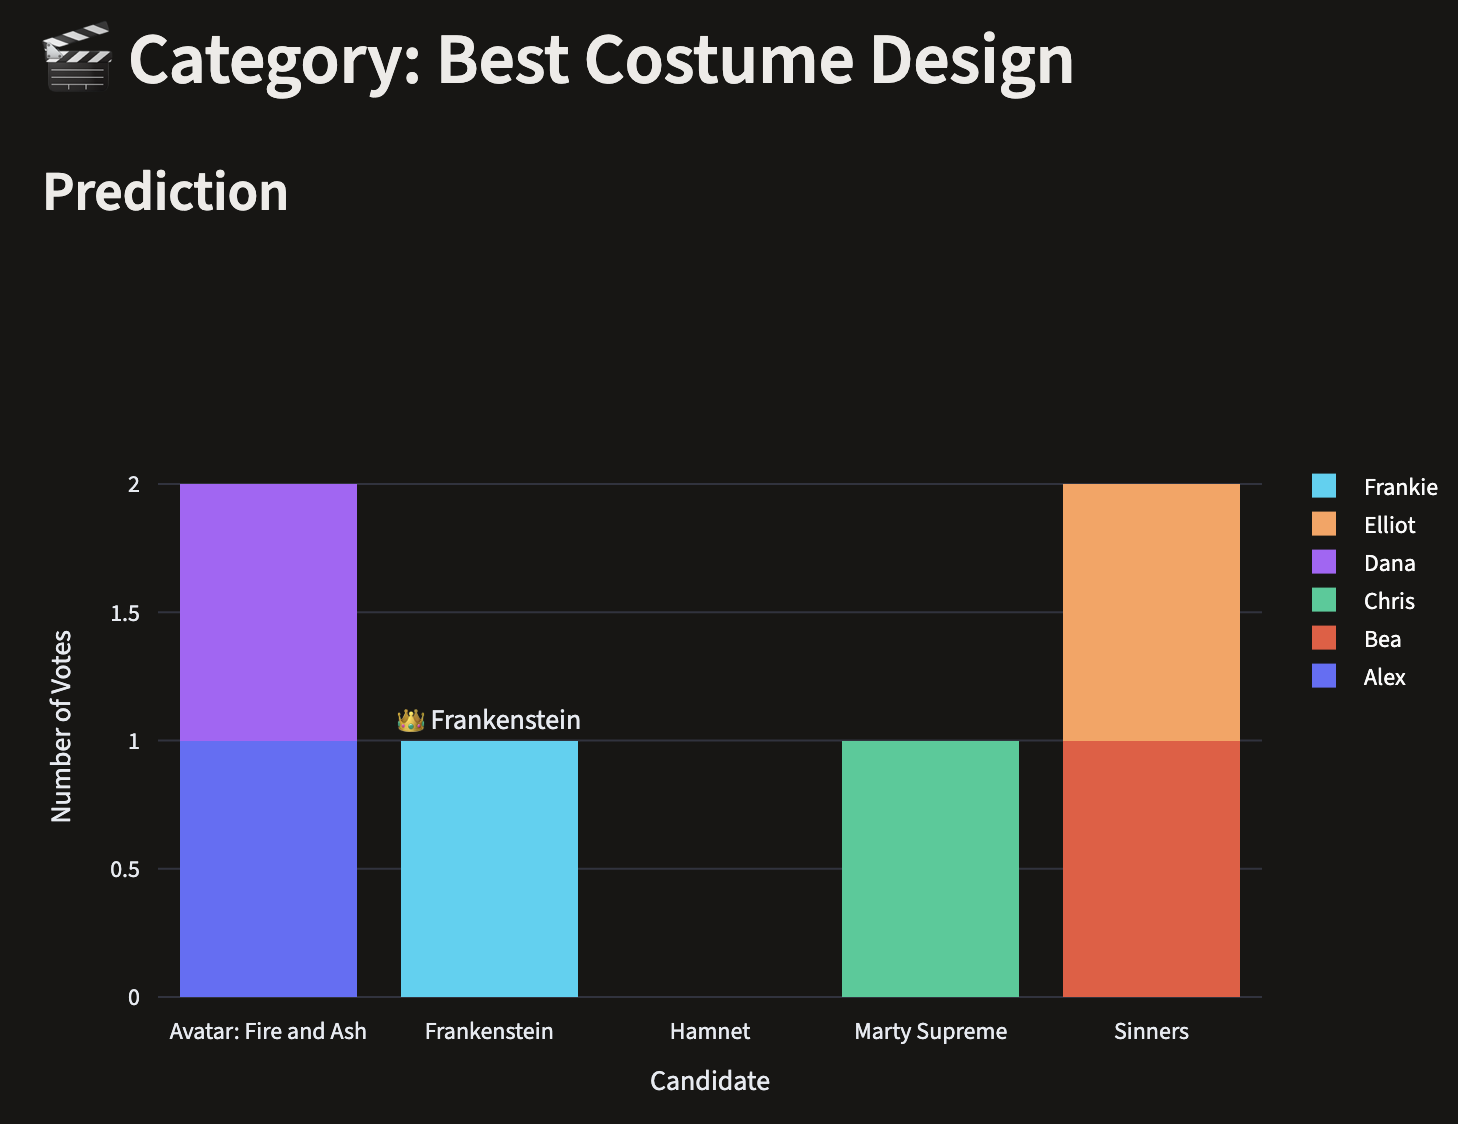 🎬 Category: Best Costume Design
Prediction
Number of Votes
2
1.5
1
0.5
0
👑 Frankenstein
Avatar: Fire and Ash
Frankenstein
Hamnet
Marty Supreme
Sinners
Candidate
Frankie
Elliot
Dana
Chris
Bea
Alex